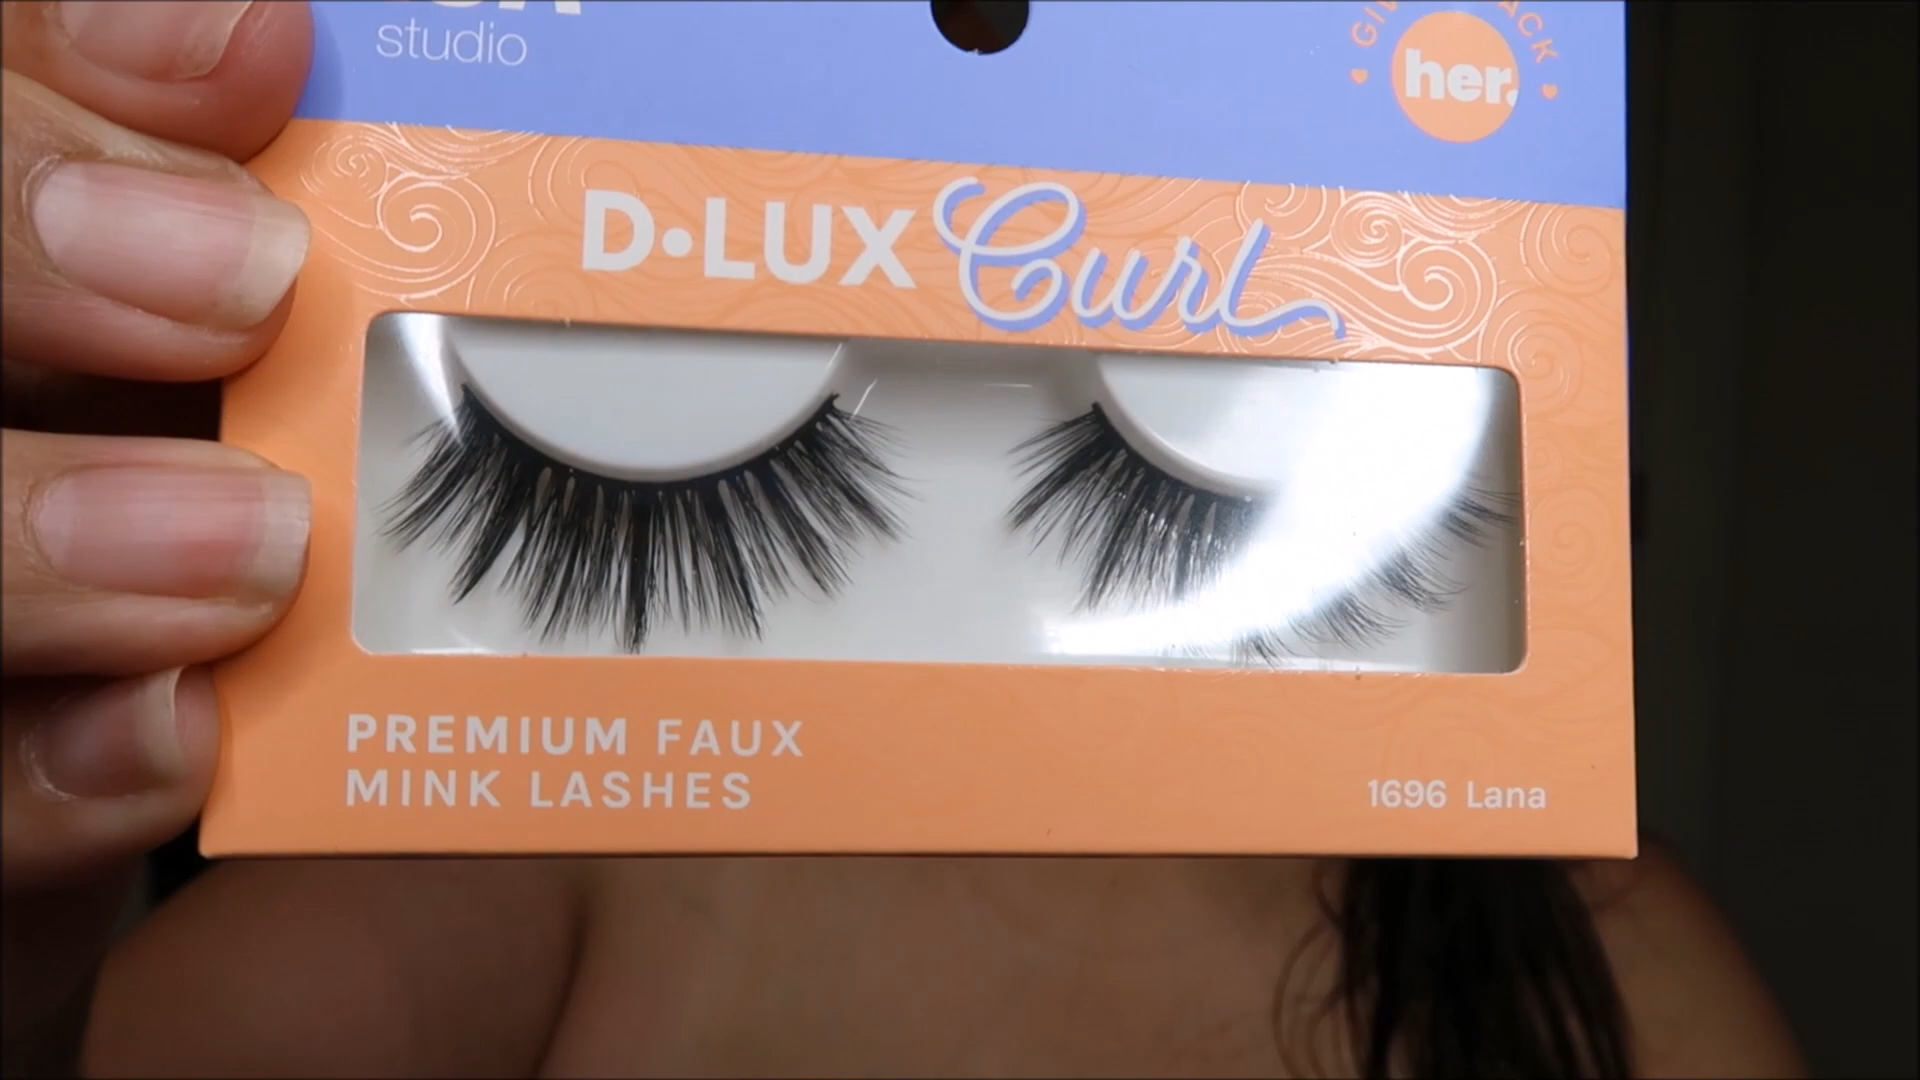 studio
her.
D•LUX Curl
PREMIUM FAUX
MINK LASHES
1696 Lana